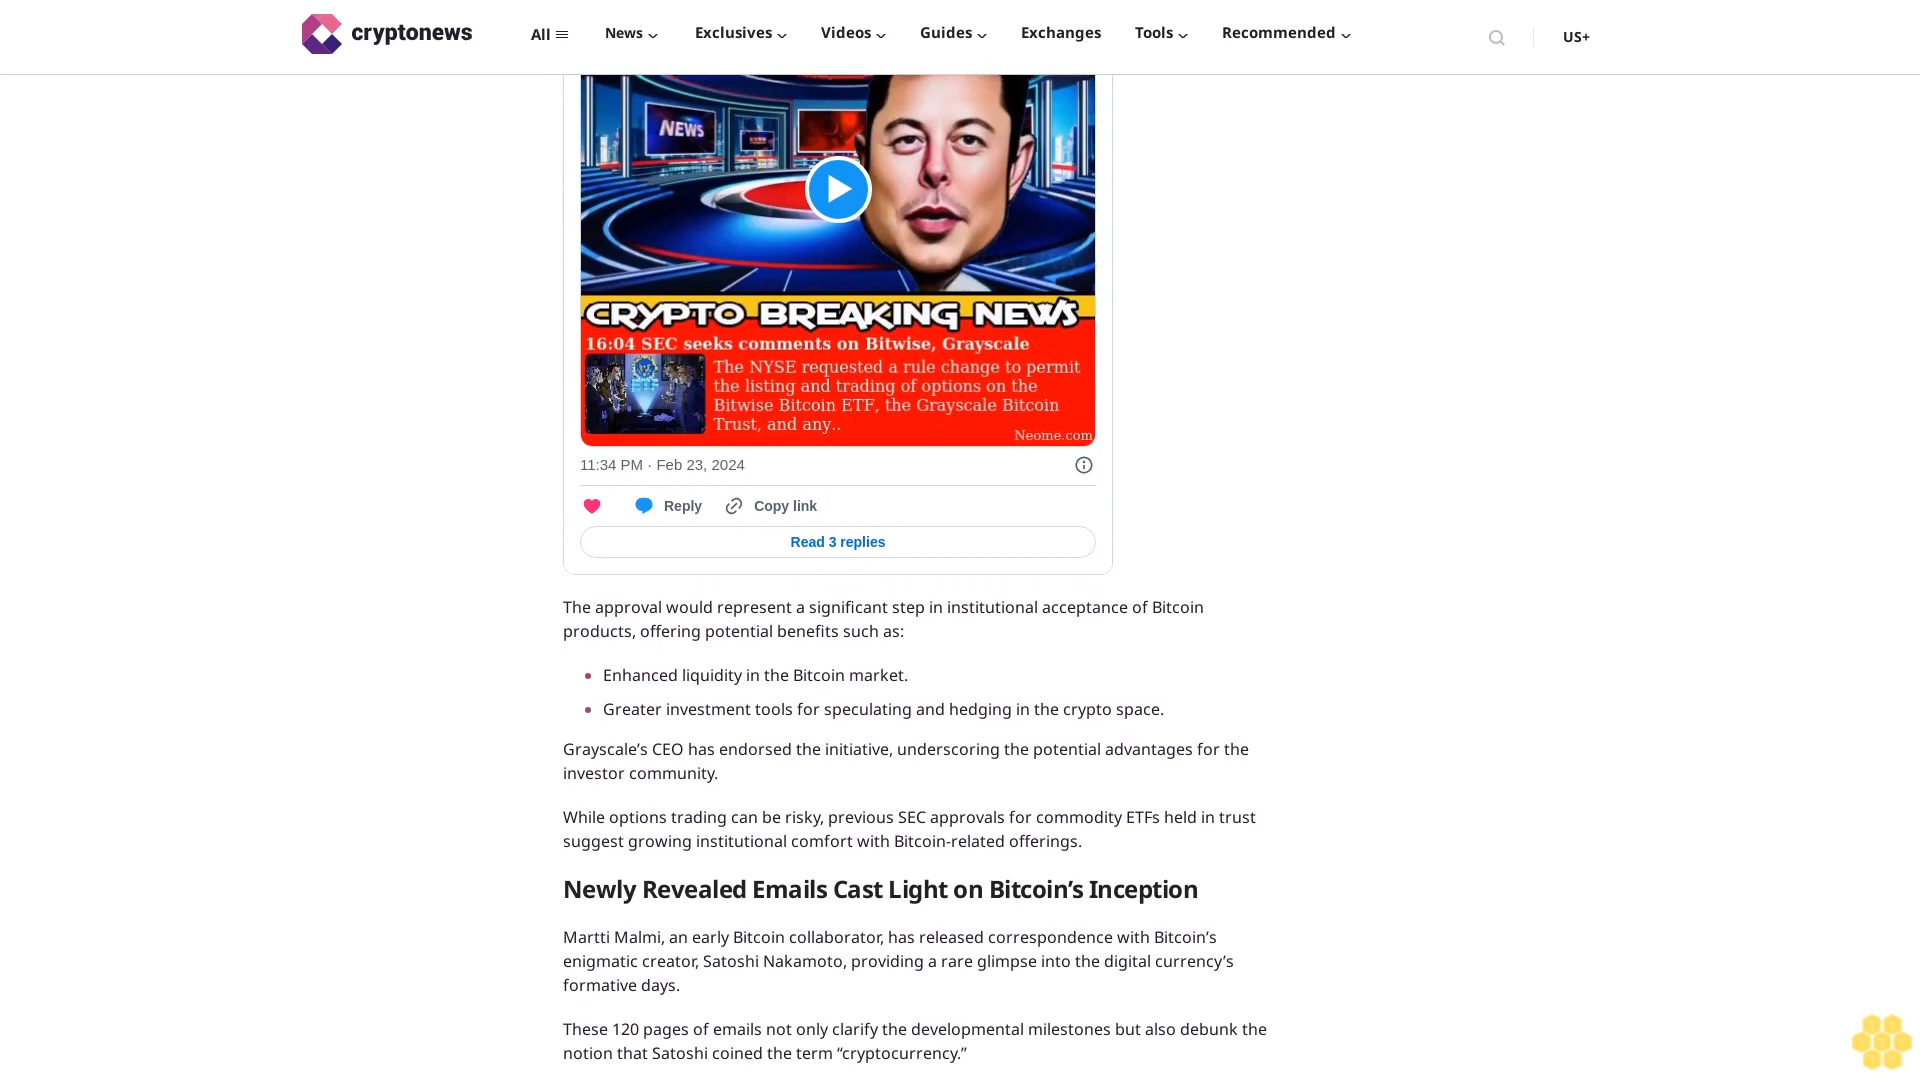 cryptonews
All
News
Exclusives
Videos
Guides
Exchanges
Tools
Recommended
US+
NEWS
CRYPTO BREAKING NEWS
16:04 SEC seeks comments on Bitwise, Grayscale
The NYSE requested a rule change to permit
the listing and trading of options on the
Bitwise Bitcoin ETF, the Grayscale Bitcoin
Trust, and any..
Neome.com
11:34 PM · Feb 23, 2024
Reply
Copy link
Read 3 replies
The approval would represent a significant step in institutional acceptance of Bitcoin
products, offering potential benefits such as:
Enhanced liquidity in the Bitcoin market.
Greater investment tools for speculating and hedging in the crypto space.
Grayscale’s CEO has endorsed the initiative, underscoring the potential advantages for the
investor community.
While options trading can be risky, previous SEC approvals for commodity ETFs held in trust
suggest growing institutional comfort with Bitcoin-related offerings.
Newly Revealed Emails Cast Light on Bitcoin’s Inception
Martti Malmi, an early Bitcoin collaborator, has released correspondence with Bitcoin’s
enigmatic creator, Satoshi Nakamoto, providing a rare glimpse into the digital currency’s
formative days.
These 120 pages of emails not only clarify the developmental milestones but also debunk the
notion that Satoshi coined the term “cryptocurrency.”